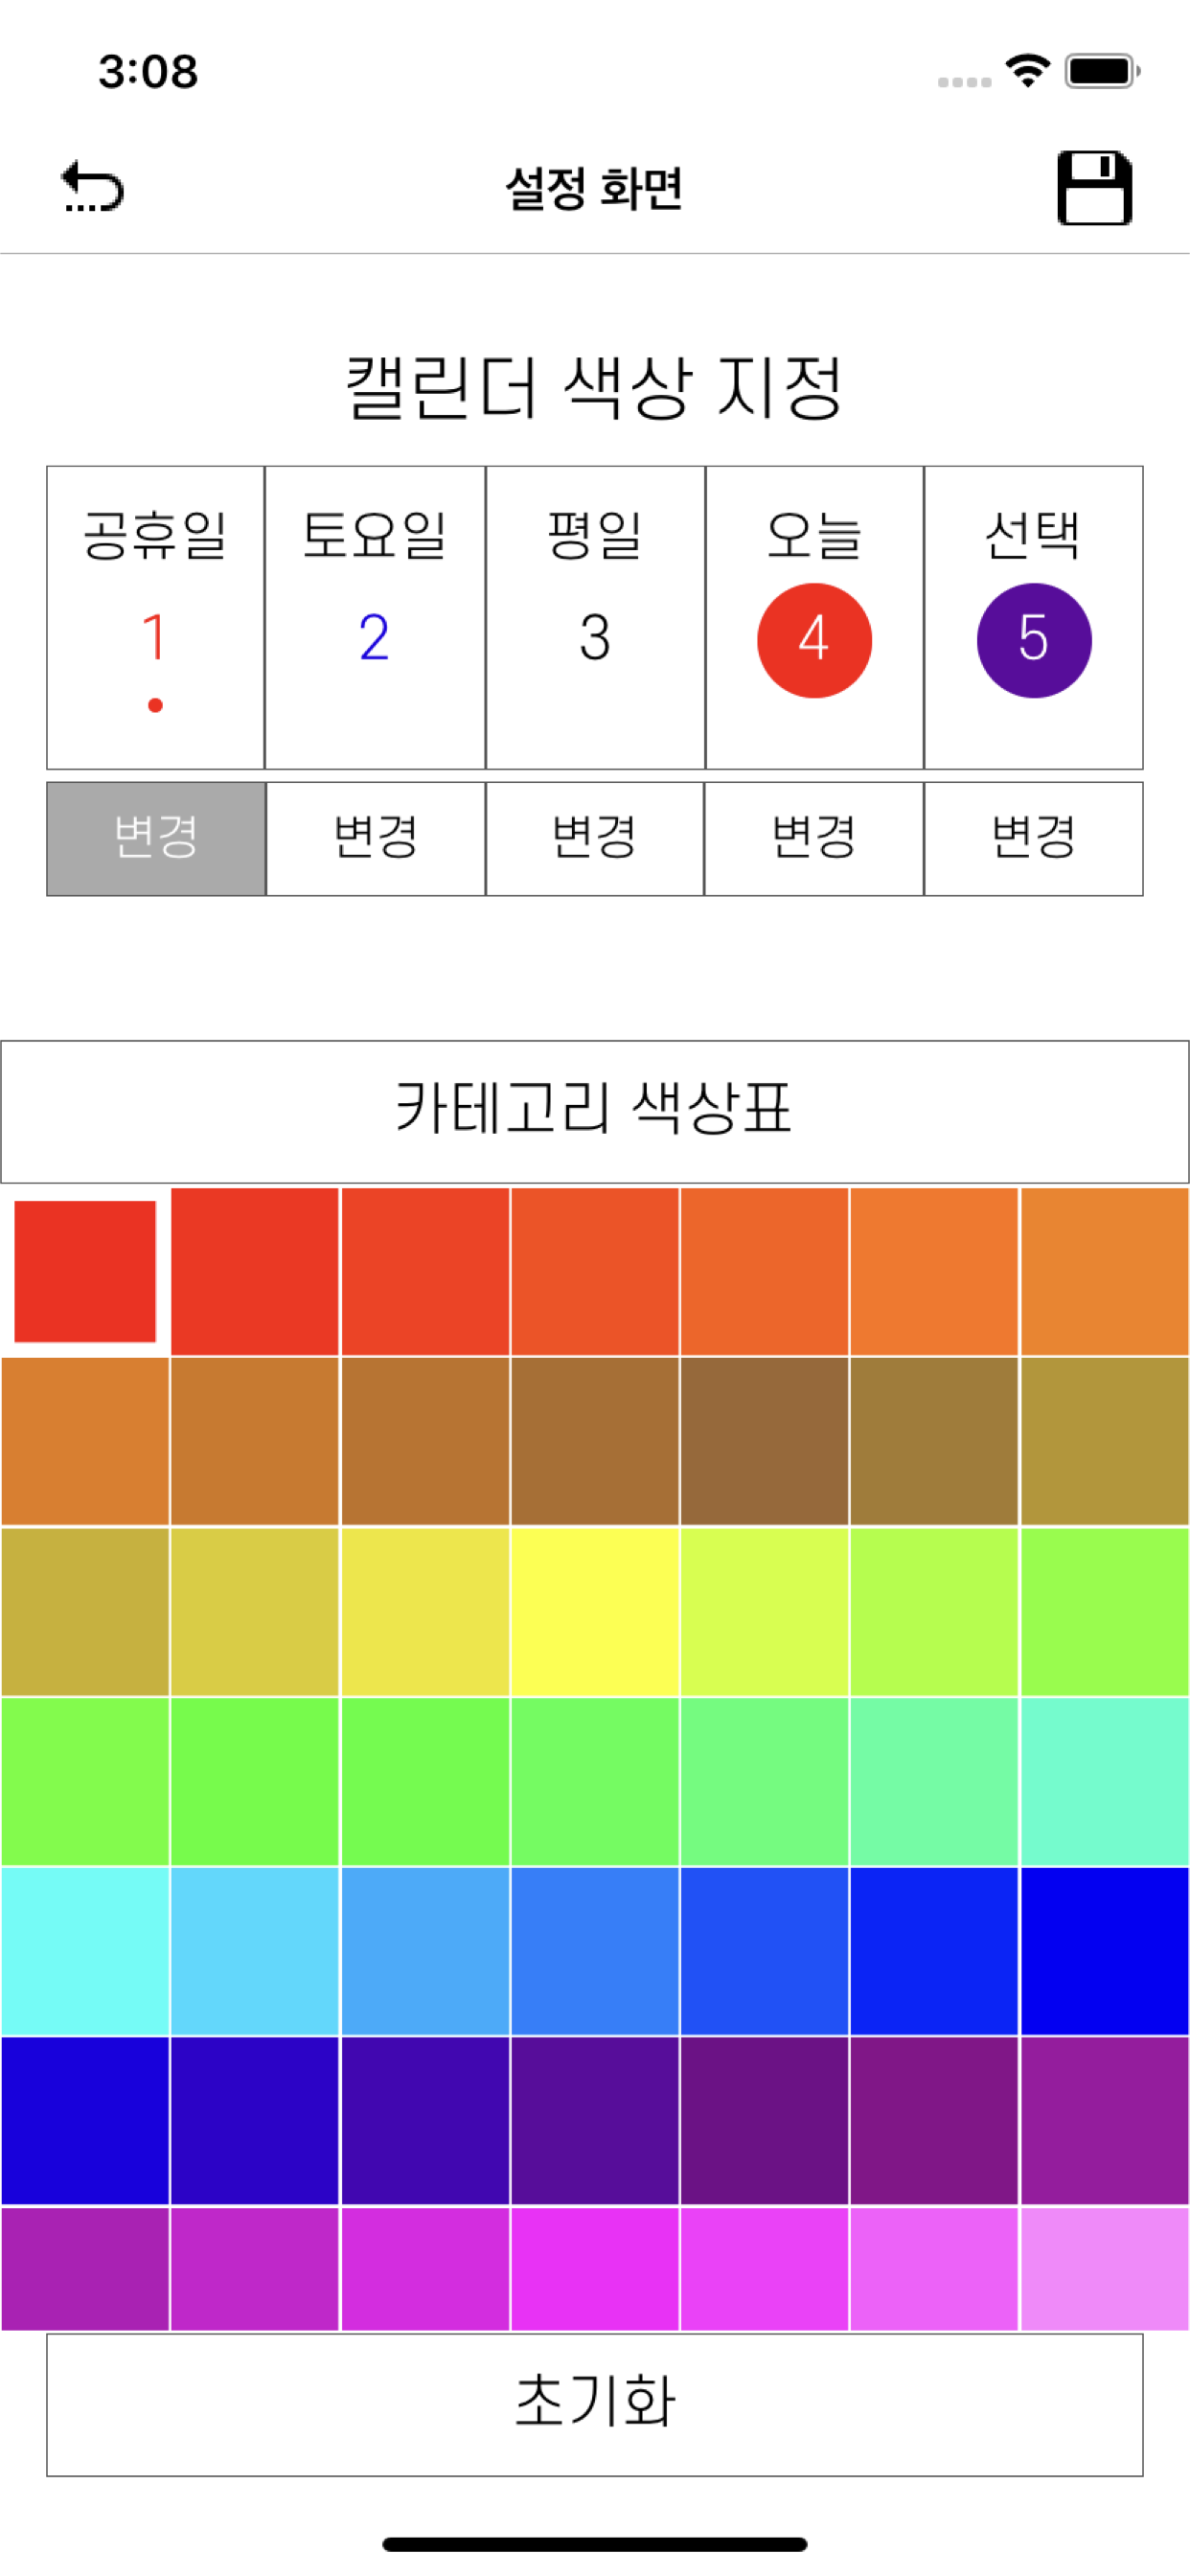 3:08
설정 화면
캘린더 색상 지정
공휴일 토요일 평일 오늘 선택
1 2 3 4 5
변경 변경 변경 변경 변경
카테고리 색상표
초기화